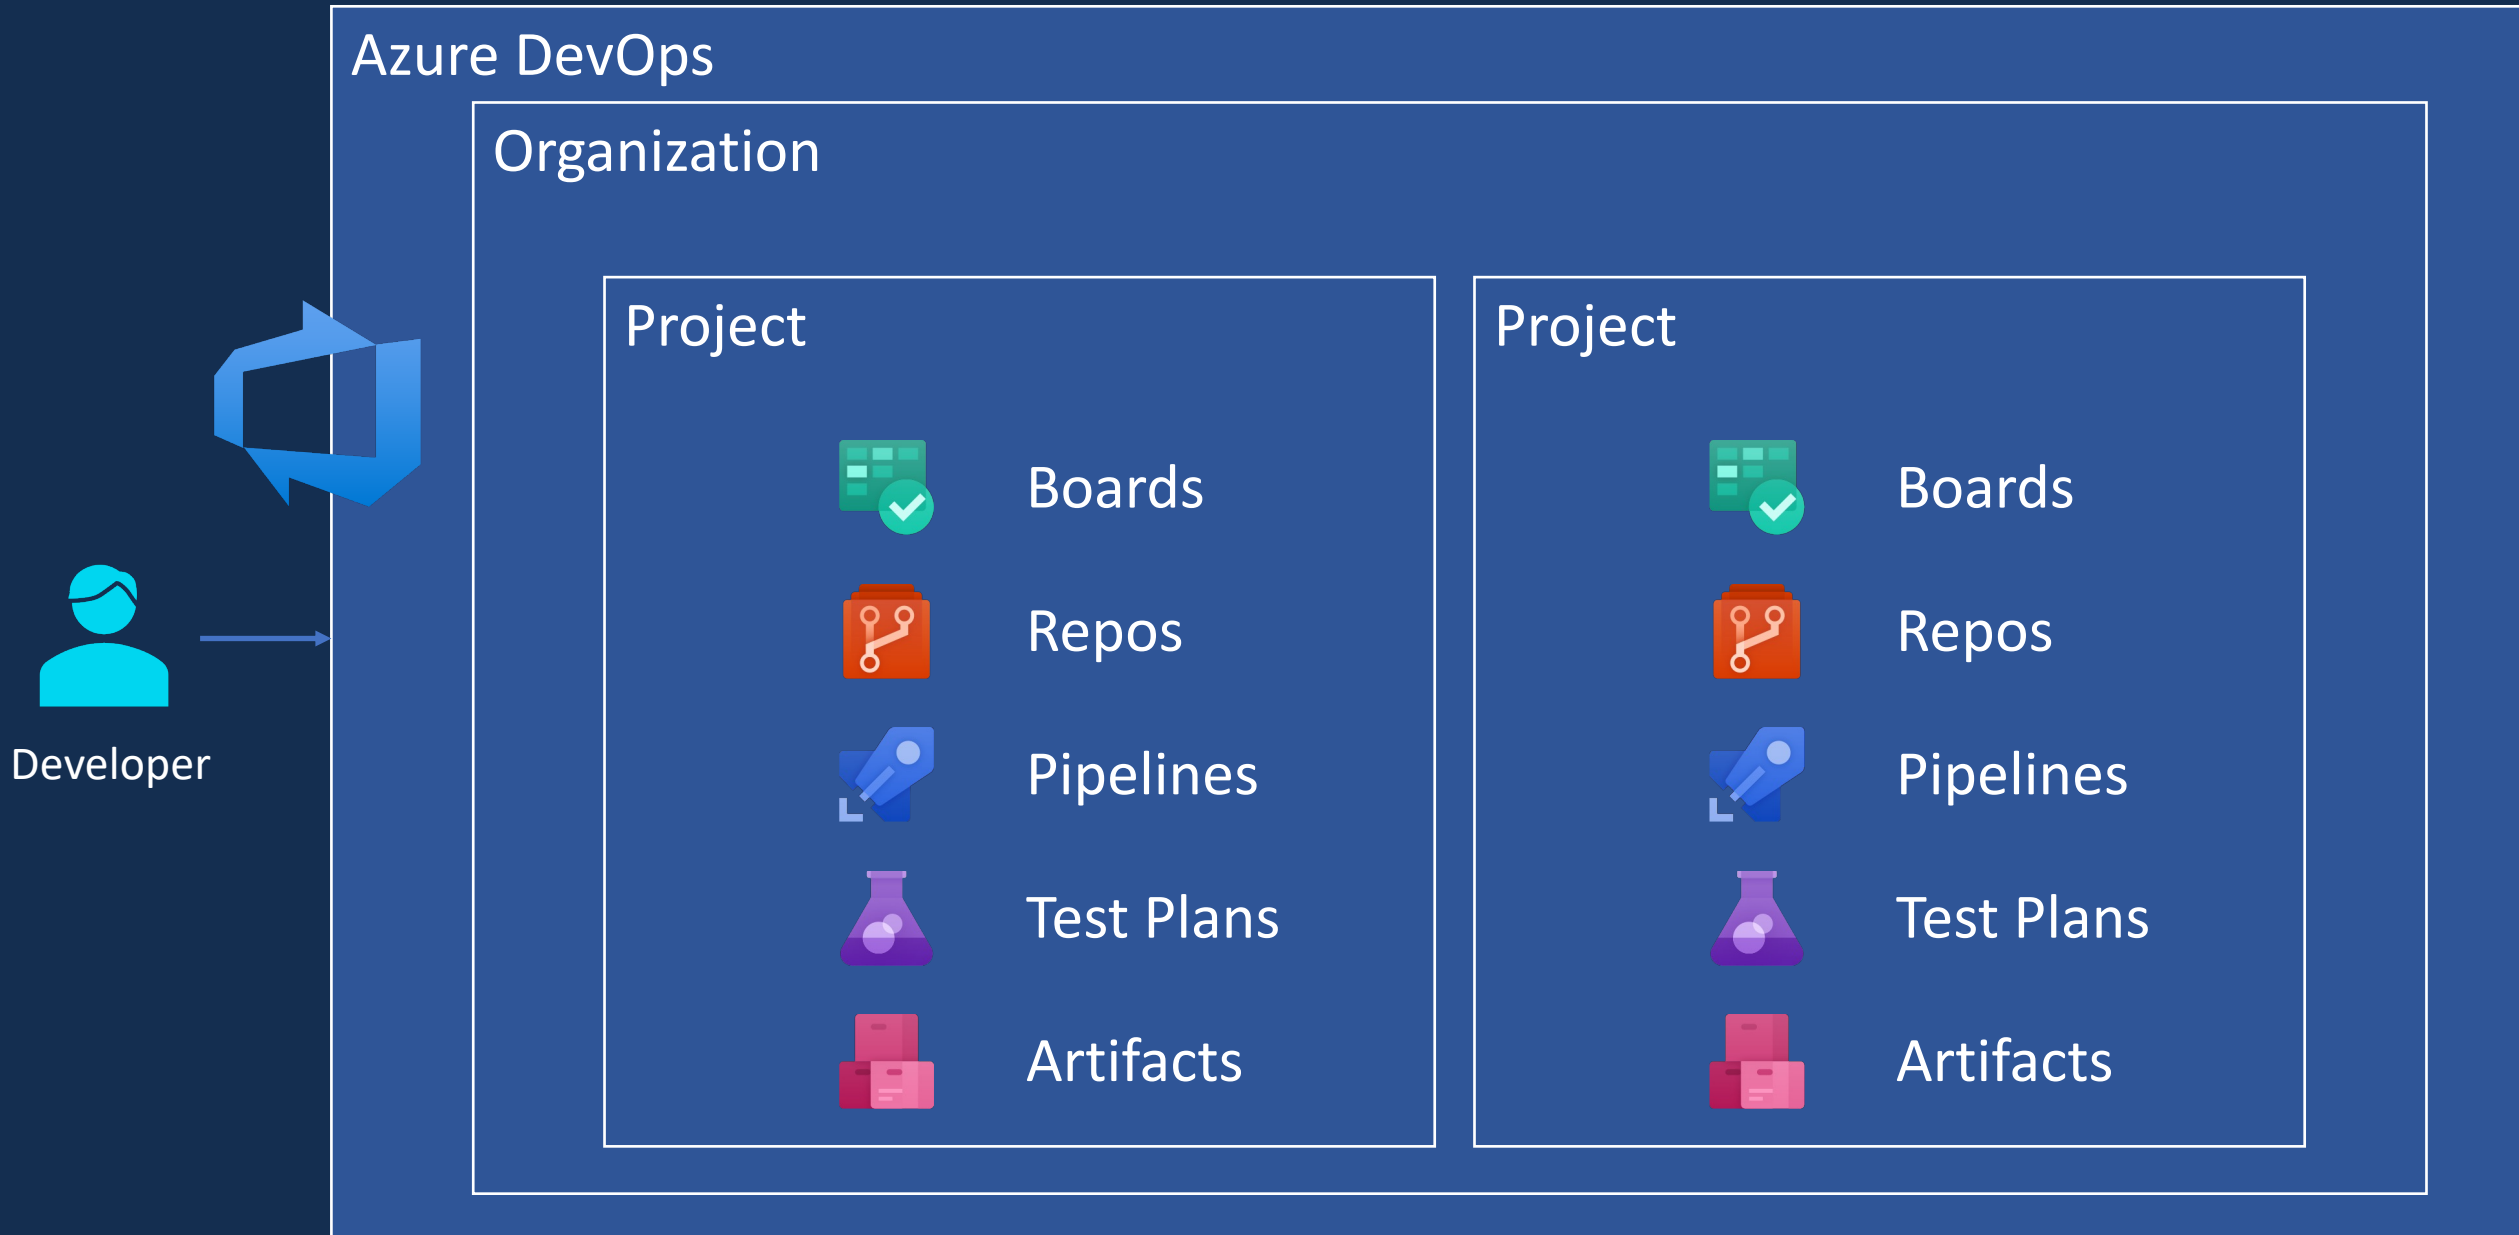 Azure DevOps
Organization
Project
Boards
Repos
Pipelines
Test Plans
Artifacts
Project
Boards
Repos
Pipelines
Test Plans
Artifacts
Developer